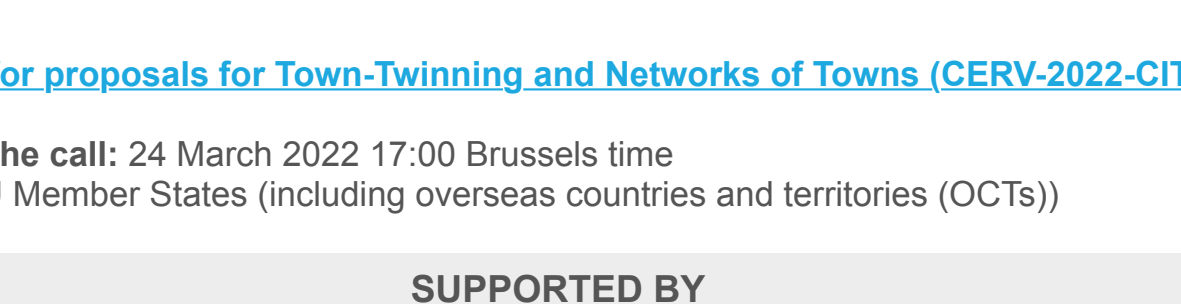 or proposals for Town-Twinning and Networks of Towns (CERV-2022-CIT
he call: 24 March 2022 17:00 Brussels time
Member States (including overseas countries and territories (OCTs))
SUPPORTED BY